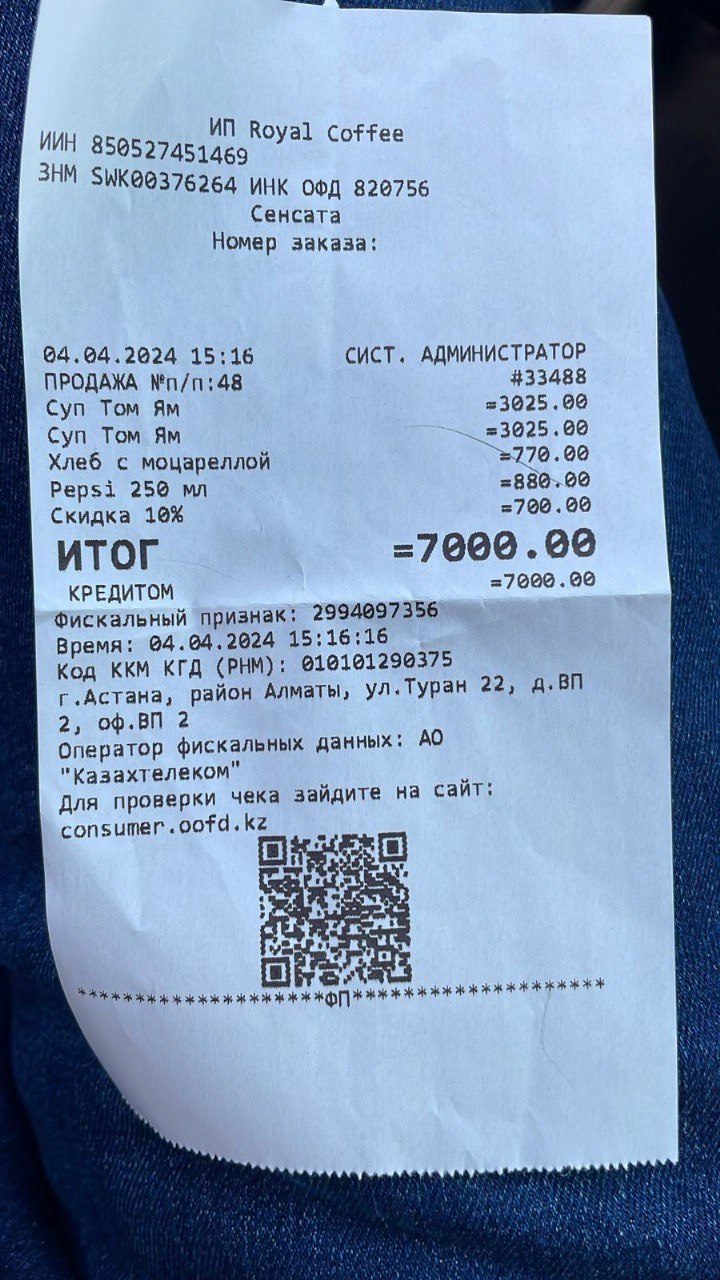 ИП Royal Coffee
ИИН 850527451469
ЗНМ SWK00376264 ИНК ОФД 820756
Сенсата
Номер заказа:
04.04.2024 15:16 СИСТ. АДМИНИСТРАТОР
ПРОДАЖА №п/п:48 #33488
Суп Том Ям =3025.00
Суп Том Ям =3025.00
Хлеб с моцареллой =770.00
Pepsi 250 мл =880.00
Скидка 10% =700.00
ИТОГ =7000.00
КРЕДИТОМ =7000.00
Фискальный признак: 2994097356
Время: 04.04.2024 15:16:16
Код ККМ КГД (РНМ): 010101290375
г.Астана, район Алматы, ул.Туран 22, д.ВП
2, оф.ВП 2
Оператор фискальных данных: АО
"Казахтелеком"
Для проверки чека зайдите на сайт:
consumer.oofd.kz
*********************ФП*********************